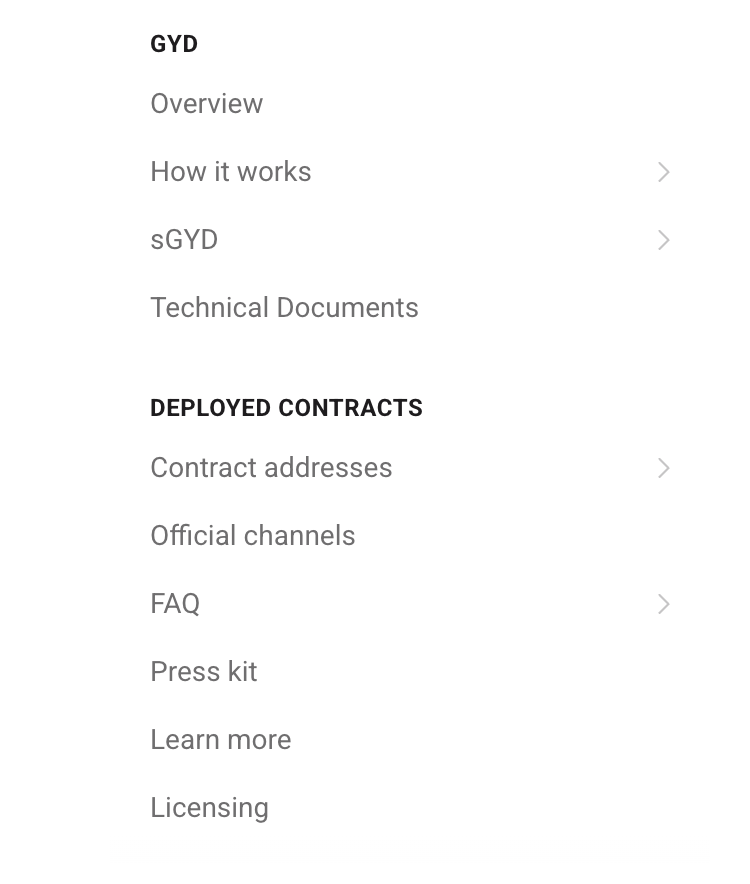 GYD
Overview
How it works
sGYD
Technical Documents
DEPLOYED CONTRACTS
Contract addresses
Official channels
FAQ
Press kit
Learn more
Licensing